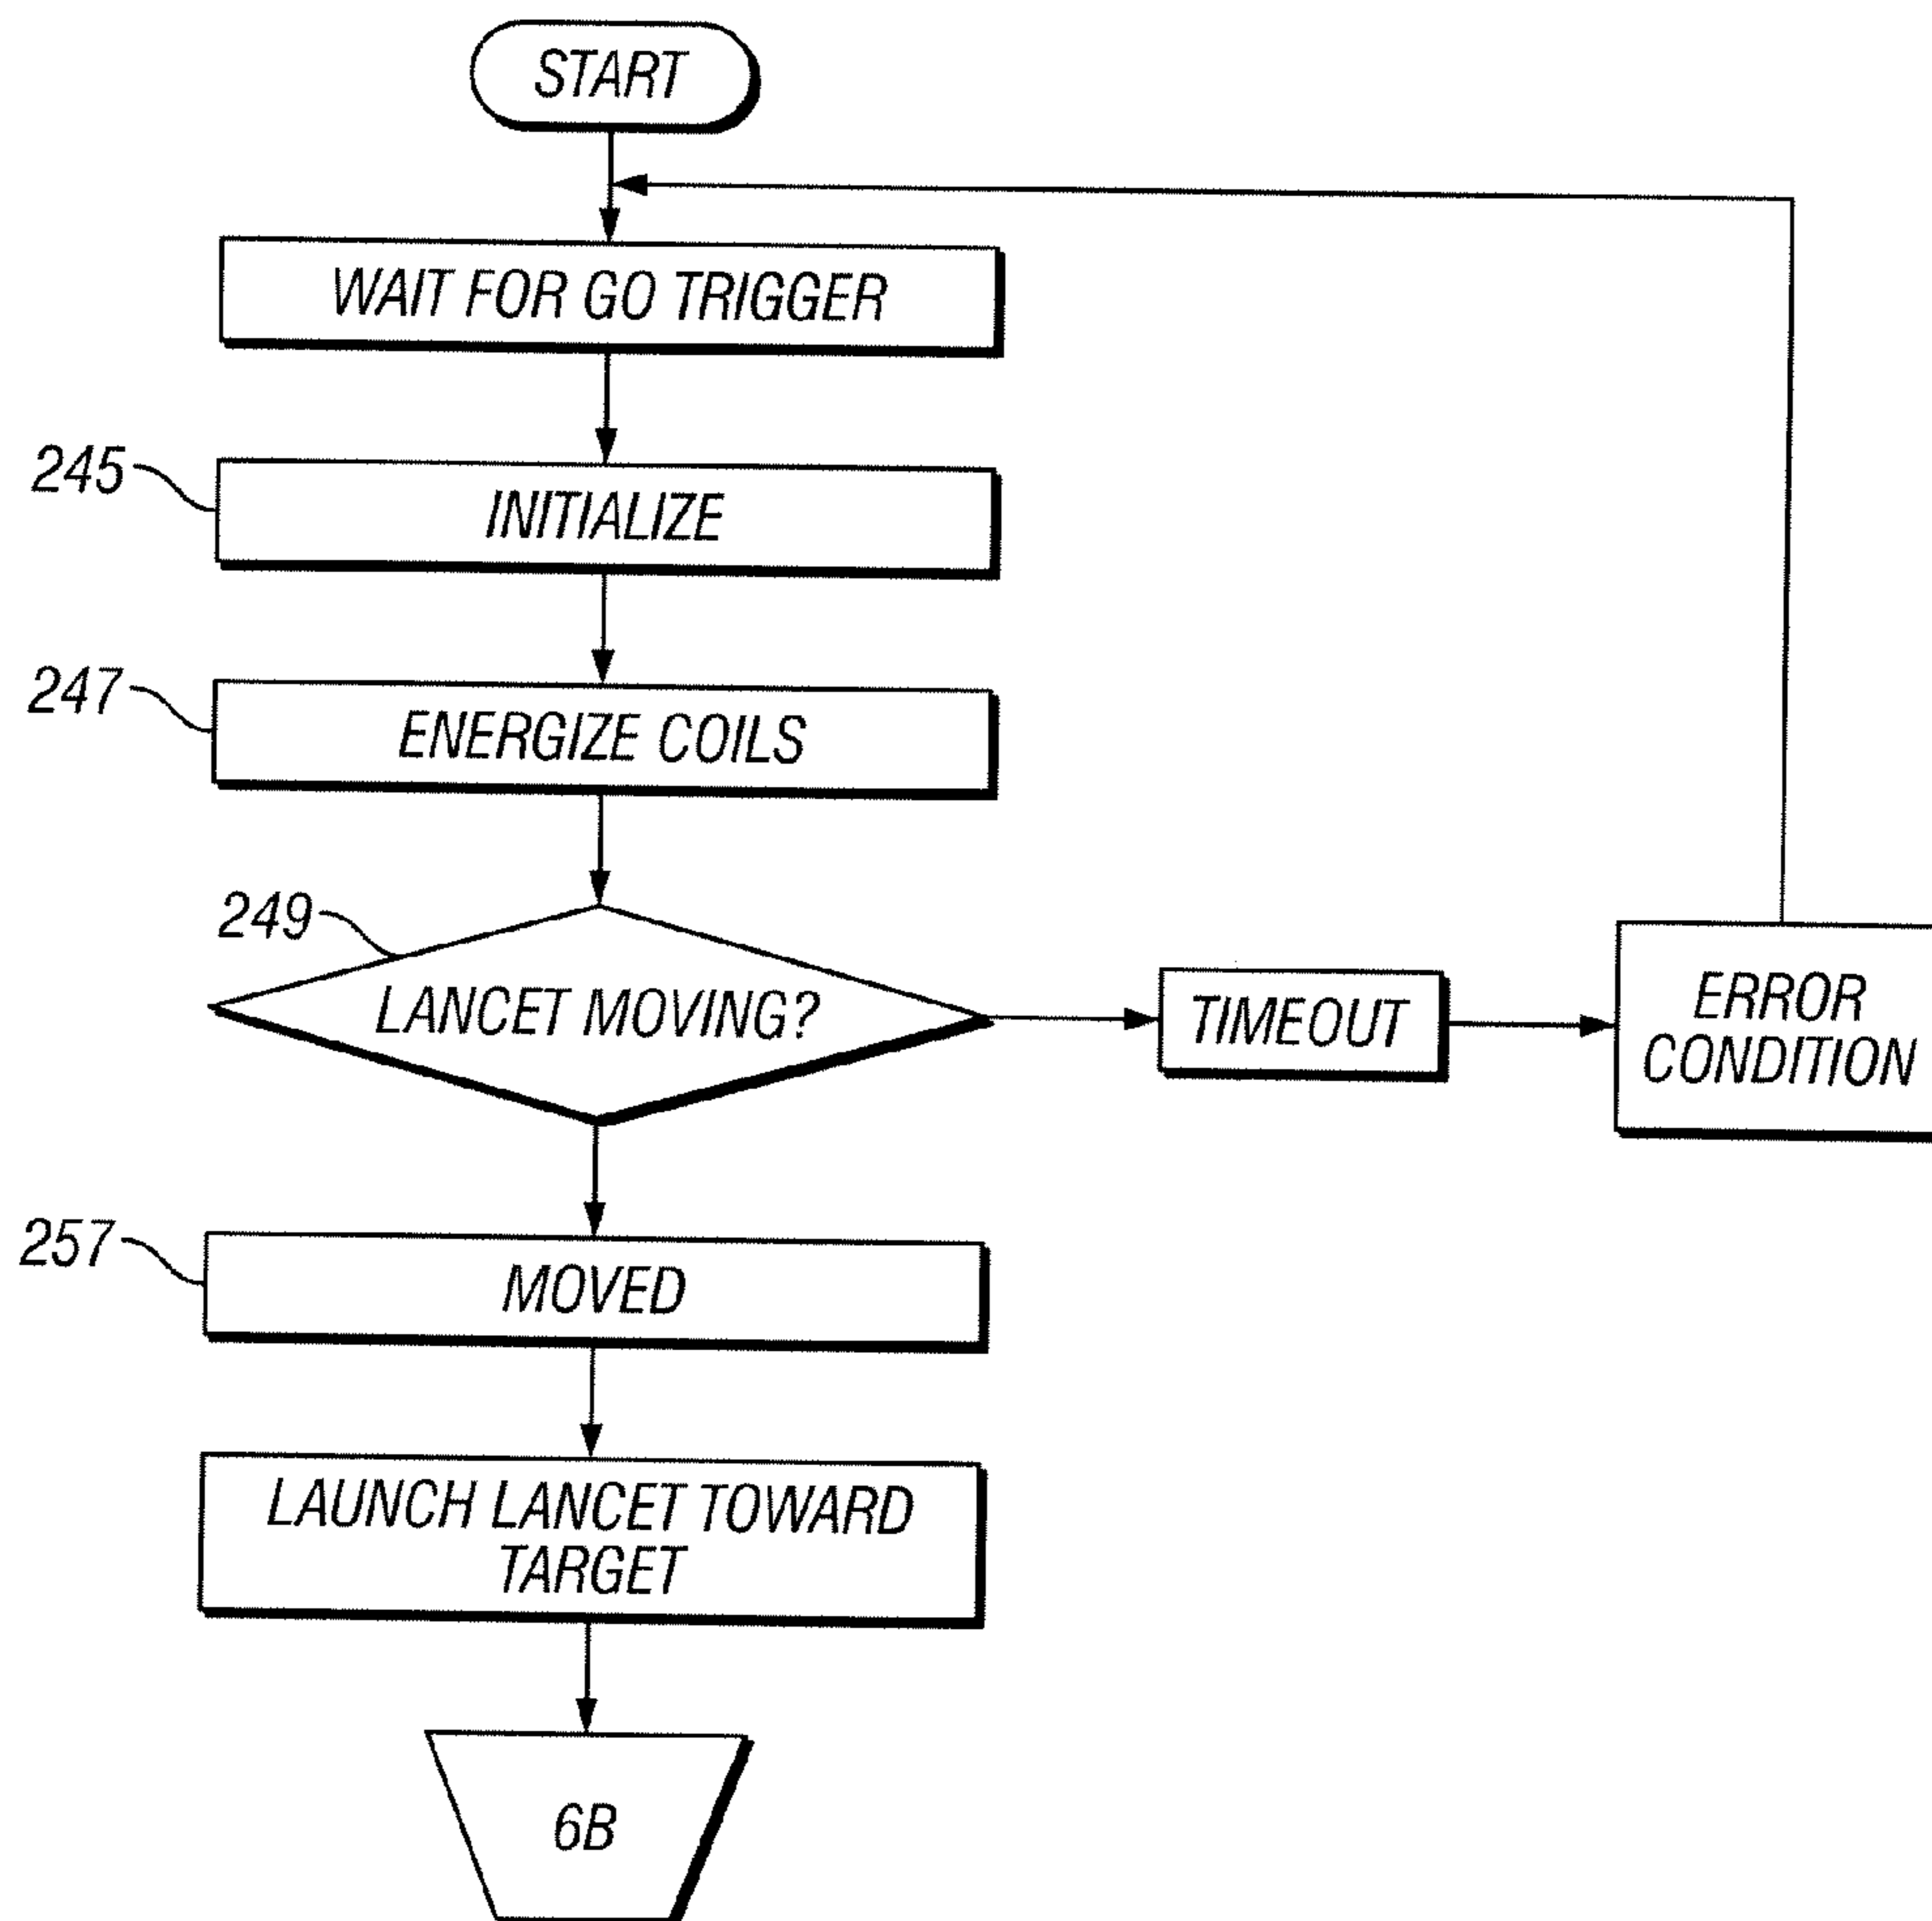 START
WAIT FOR GO TRIGGER
245
INITIALIZE
247
ENERGIZE COILS
249
LANCET MOVING?
TIMEOUT
ERROR
CONDITION
257
MOVED
LAUNCH LANCET TOWARD
TARGET
6B